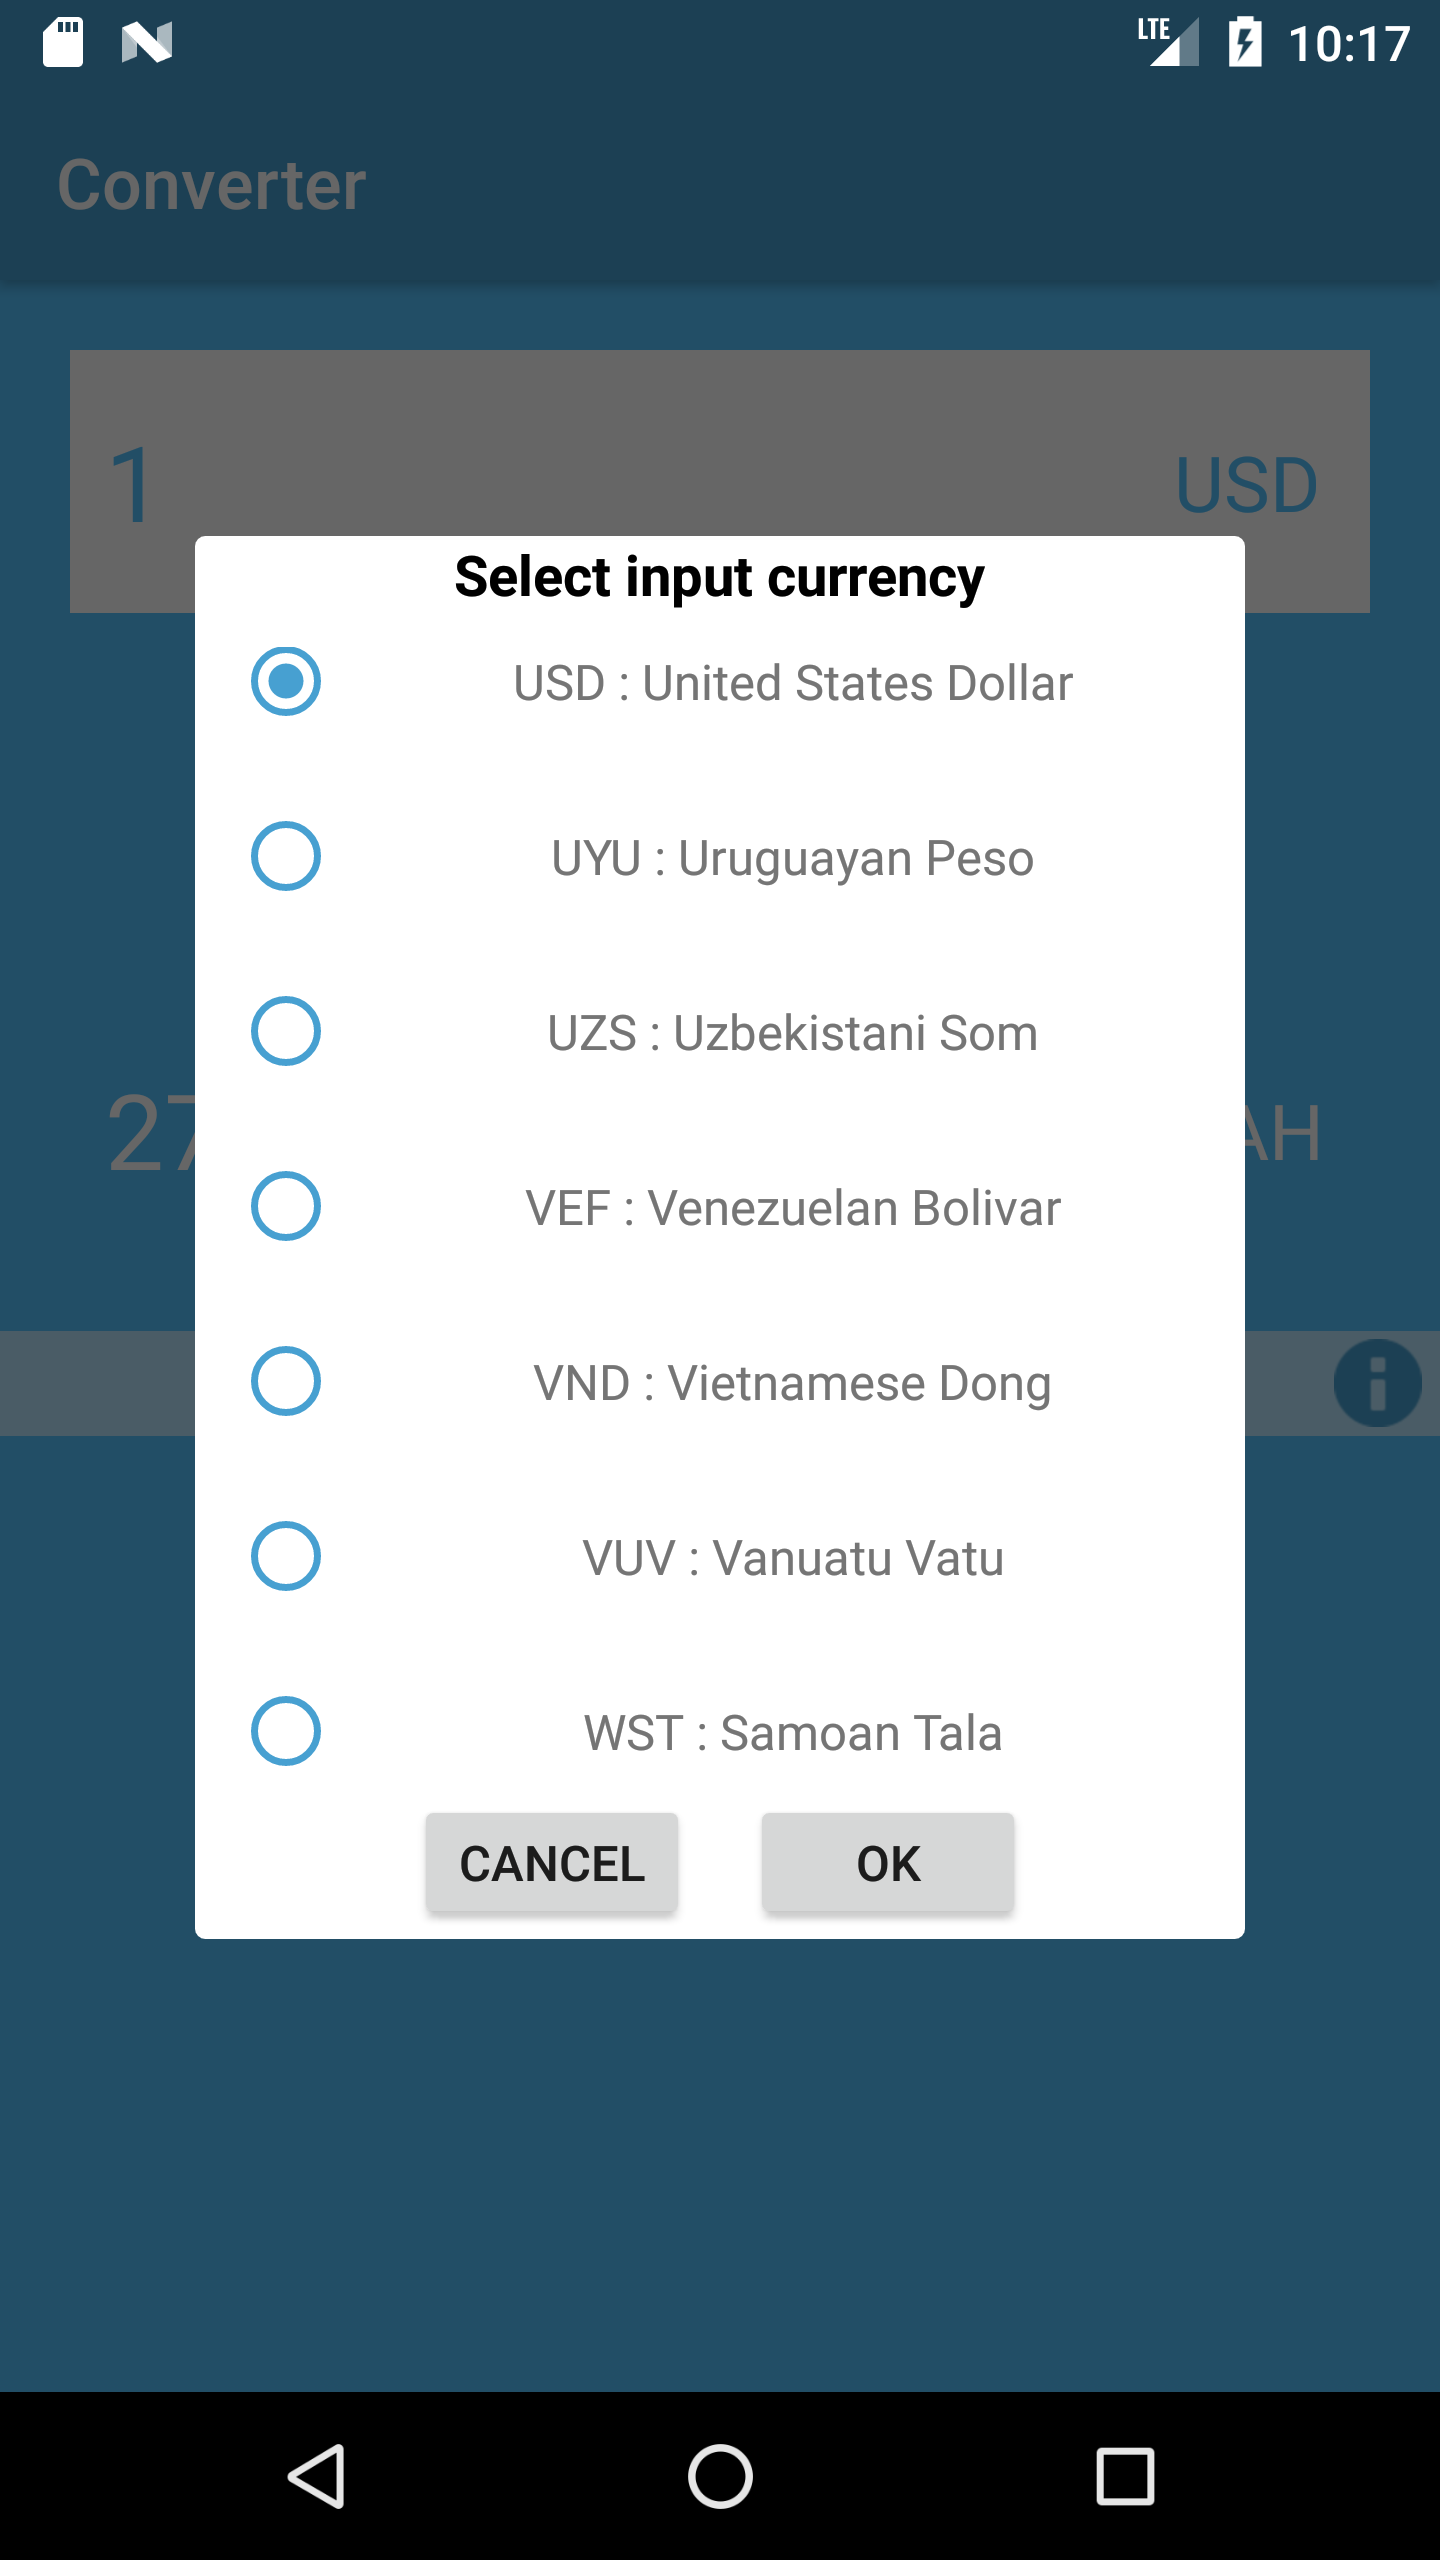 LTE 10:17
Converter
1 USD
Select input currency
USD : United States Dollar
UYU : Uruguayan Peso
UZS : Uzbekistani Som
27 AH
VEF : Venezuelan Bolivar
VND : Vietnamese Dong
VUV : Vanuatu Vatu
WST : Samoan Tala
CANCEL OK